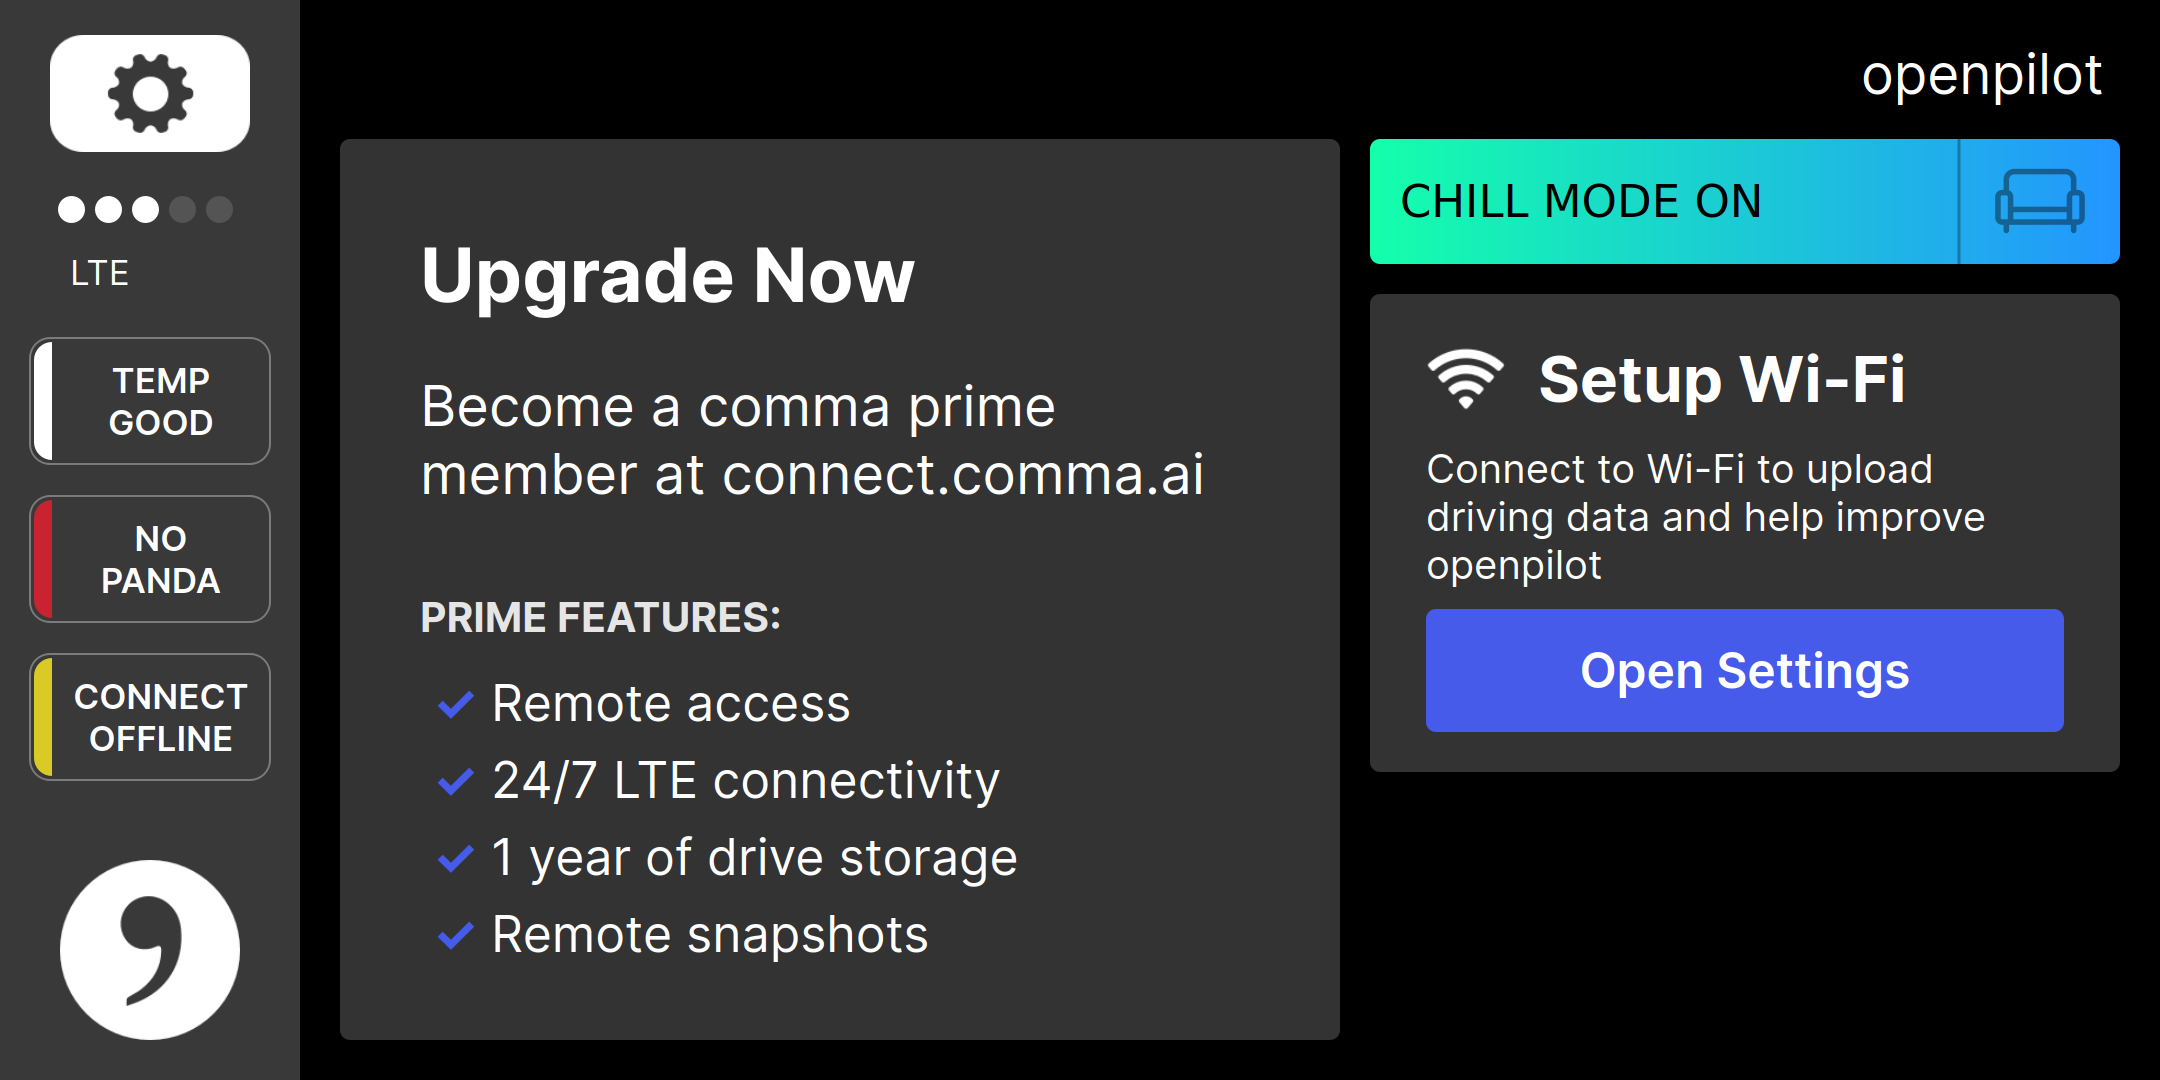 LTE
TEMP
GOOD
NO
PANDA
CONNECT
OFFLINE
Upgrade Now
Become a comma prime
member at connect.comma.ai
PRIME FEATURES:
Remote access
24/7 LTE connectivity
1 year of drive storage
Remote snapshots
openpilot
CHILL MODE ON
Setup Wi-Fi
Connect to Wi-Fi to upload
driving data and help improve
openpilot
Open Settings